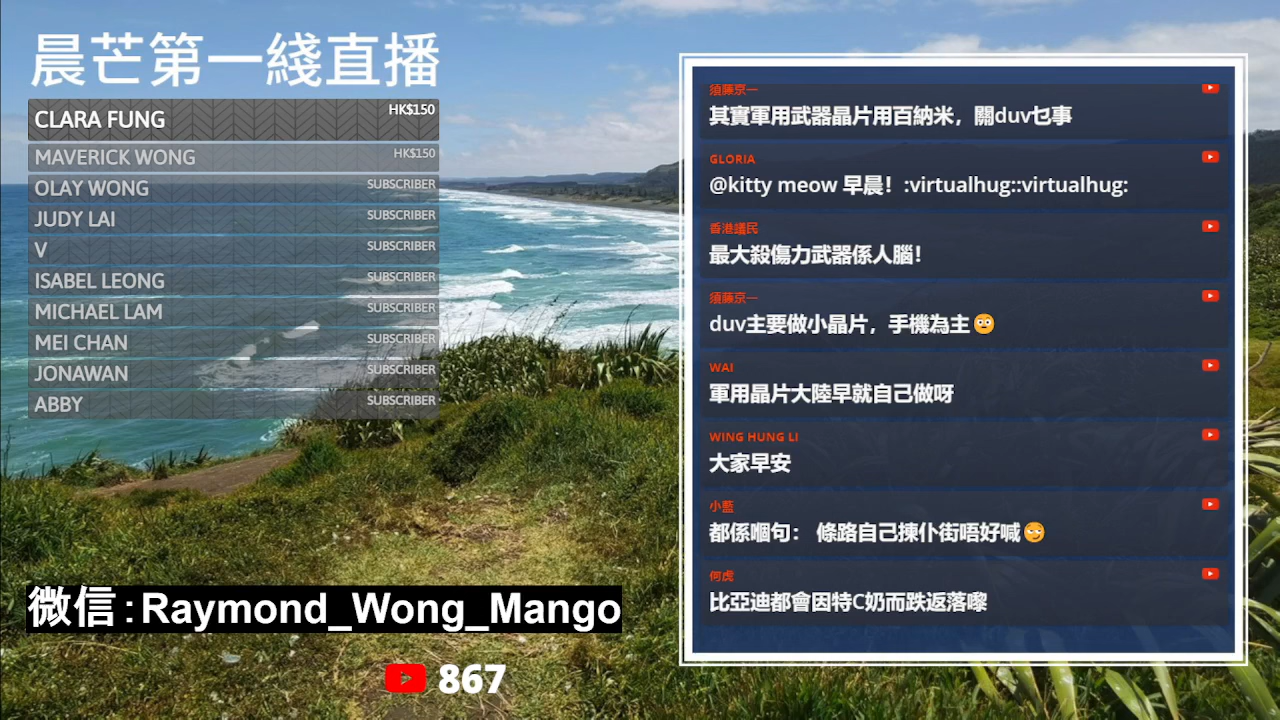 晨芒第一綫直播
CLARA FUNG HK$150
MAVERICK WONG HK$150
OLAY WONG SUBSCRIBER
JUDY LAI SUBSCRIBER
V SUBSCRIBER
ISABEL LEONG SUBSCRIBER
MICHAEL LAM SUBSCRIBER
MEI CHAN SUBSCRIBER
JONAWAN SUBSCRIBER
ABBY SUBSCRIBER
微信:Raymond_Wong_Mango
867
須藤京一
其實軍用武器晶片用百納米，關duv乜事
GLORIA
@kitty meow 早晨！:virtualhug::virtualhug:
香港蟻民
最大殺傷力武器係人腦！
須藤京一
duv主要做小晶片，手機為主🙄
WAI
軍用晶片大陸早就自己做呀
WING HUNG LI
大家早安
小藍
都係嗰句： 條路自己揀仆街唔好喊😏
何虎
比亞迪都會因特C奶而跌返落嚟